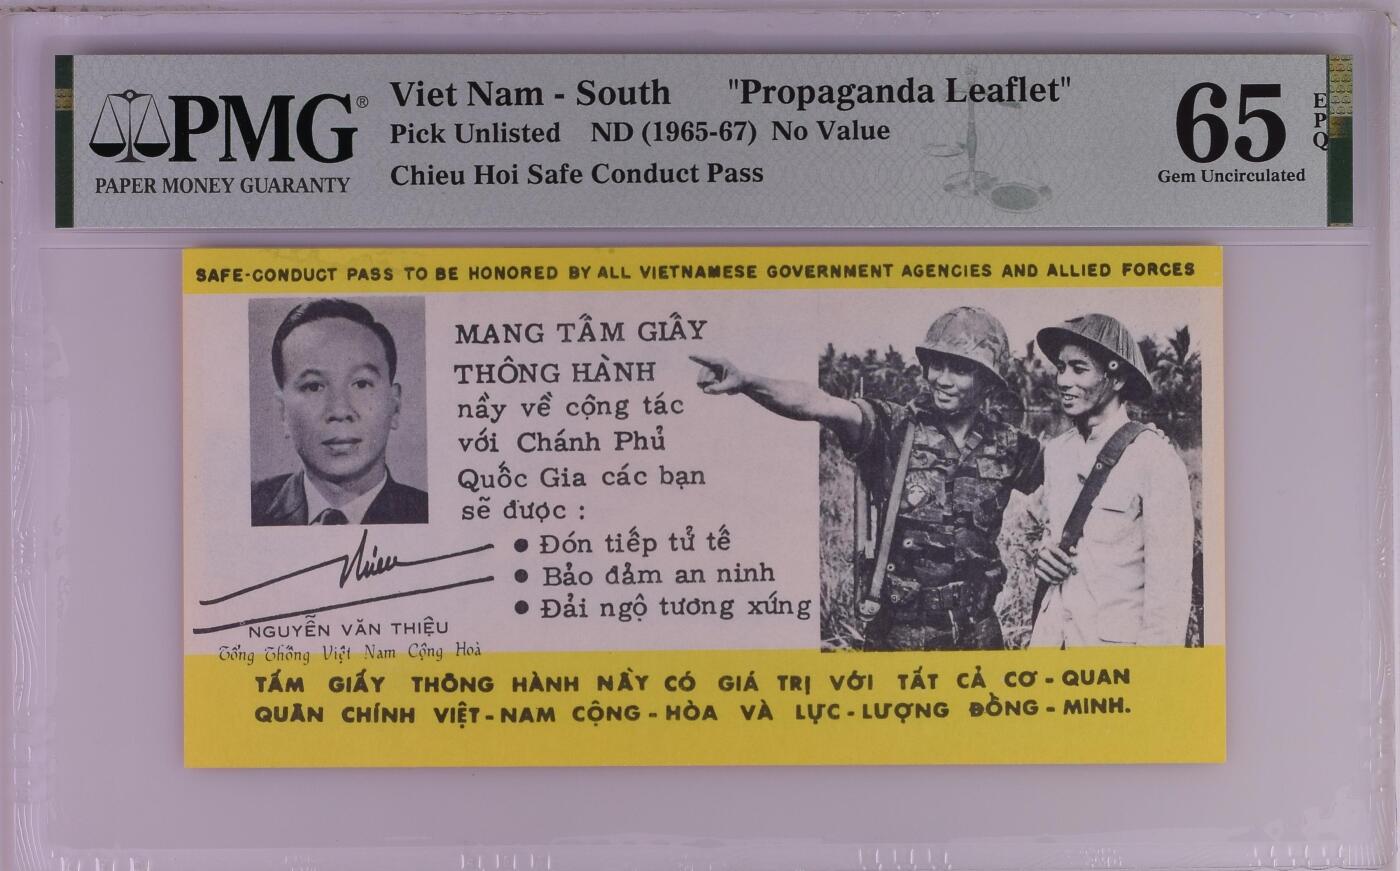 PMG®
PAPER MONEY GUARANTY
Viet Nam - South "Propaganda Leaflet"
Pick Unlisted ND (1965-67) No Value
Chieu Hoi Safe Conduct Pass
65
EPQ
Gem Uncirculated
SAFE-CONDUCT PASS TO BE HONORED BY ALL VIETNAMESE GOVERNMENT AGENCIES AND ALLIED FORCES
MANG TẤM GIẤY
THÔNG HÀNH
nầy về cộng tác
với Chánh Phủ
Quốc Gia các bạn
sẽ được :
● Đón tiếp tử tế
● Bảo đảm an ninh
● Đải ngộ tương xứng
Thieu
NGUYỄN VĂN THIỆU
Tổng Thống Việt Nam Cộng Hoà
TẤM GIẤY THÔNG HÀNH NẦY CÓ GIÁ TRỊ VỚI TẤT CẢ CƠ - QUAN
QUÂN CHÍNH VIỆT - NAM CỘNG - HÒA VÀ LỰC - LƯỢNG ĐỒNG - MINH.